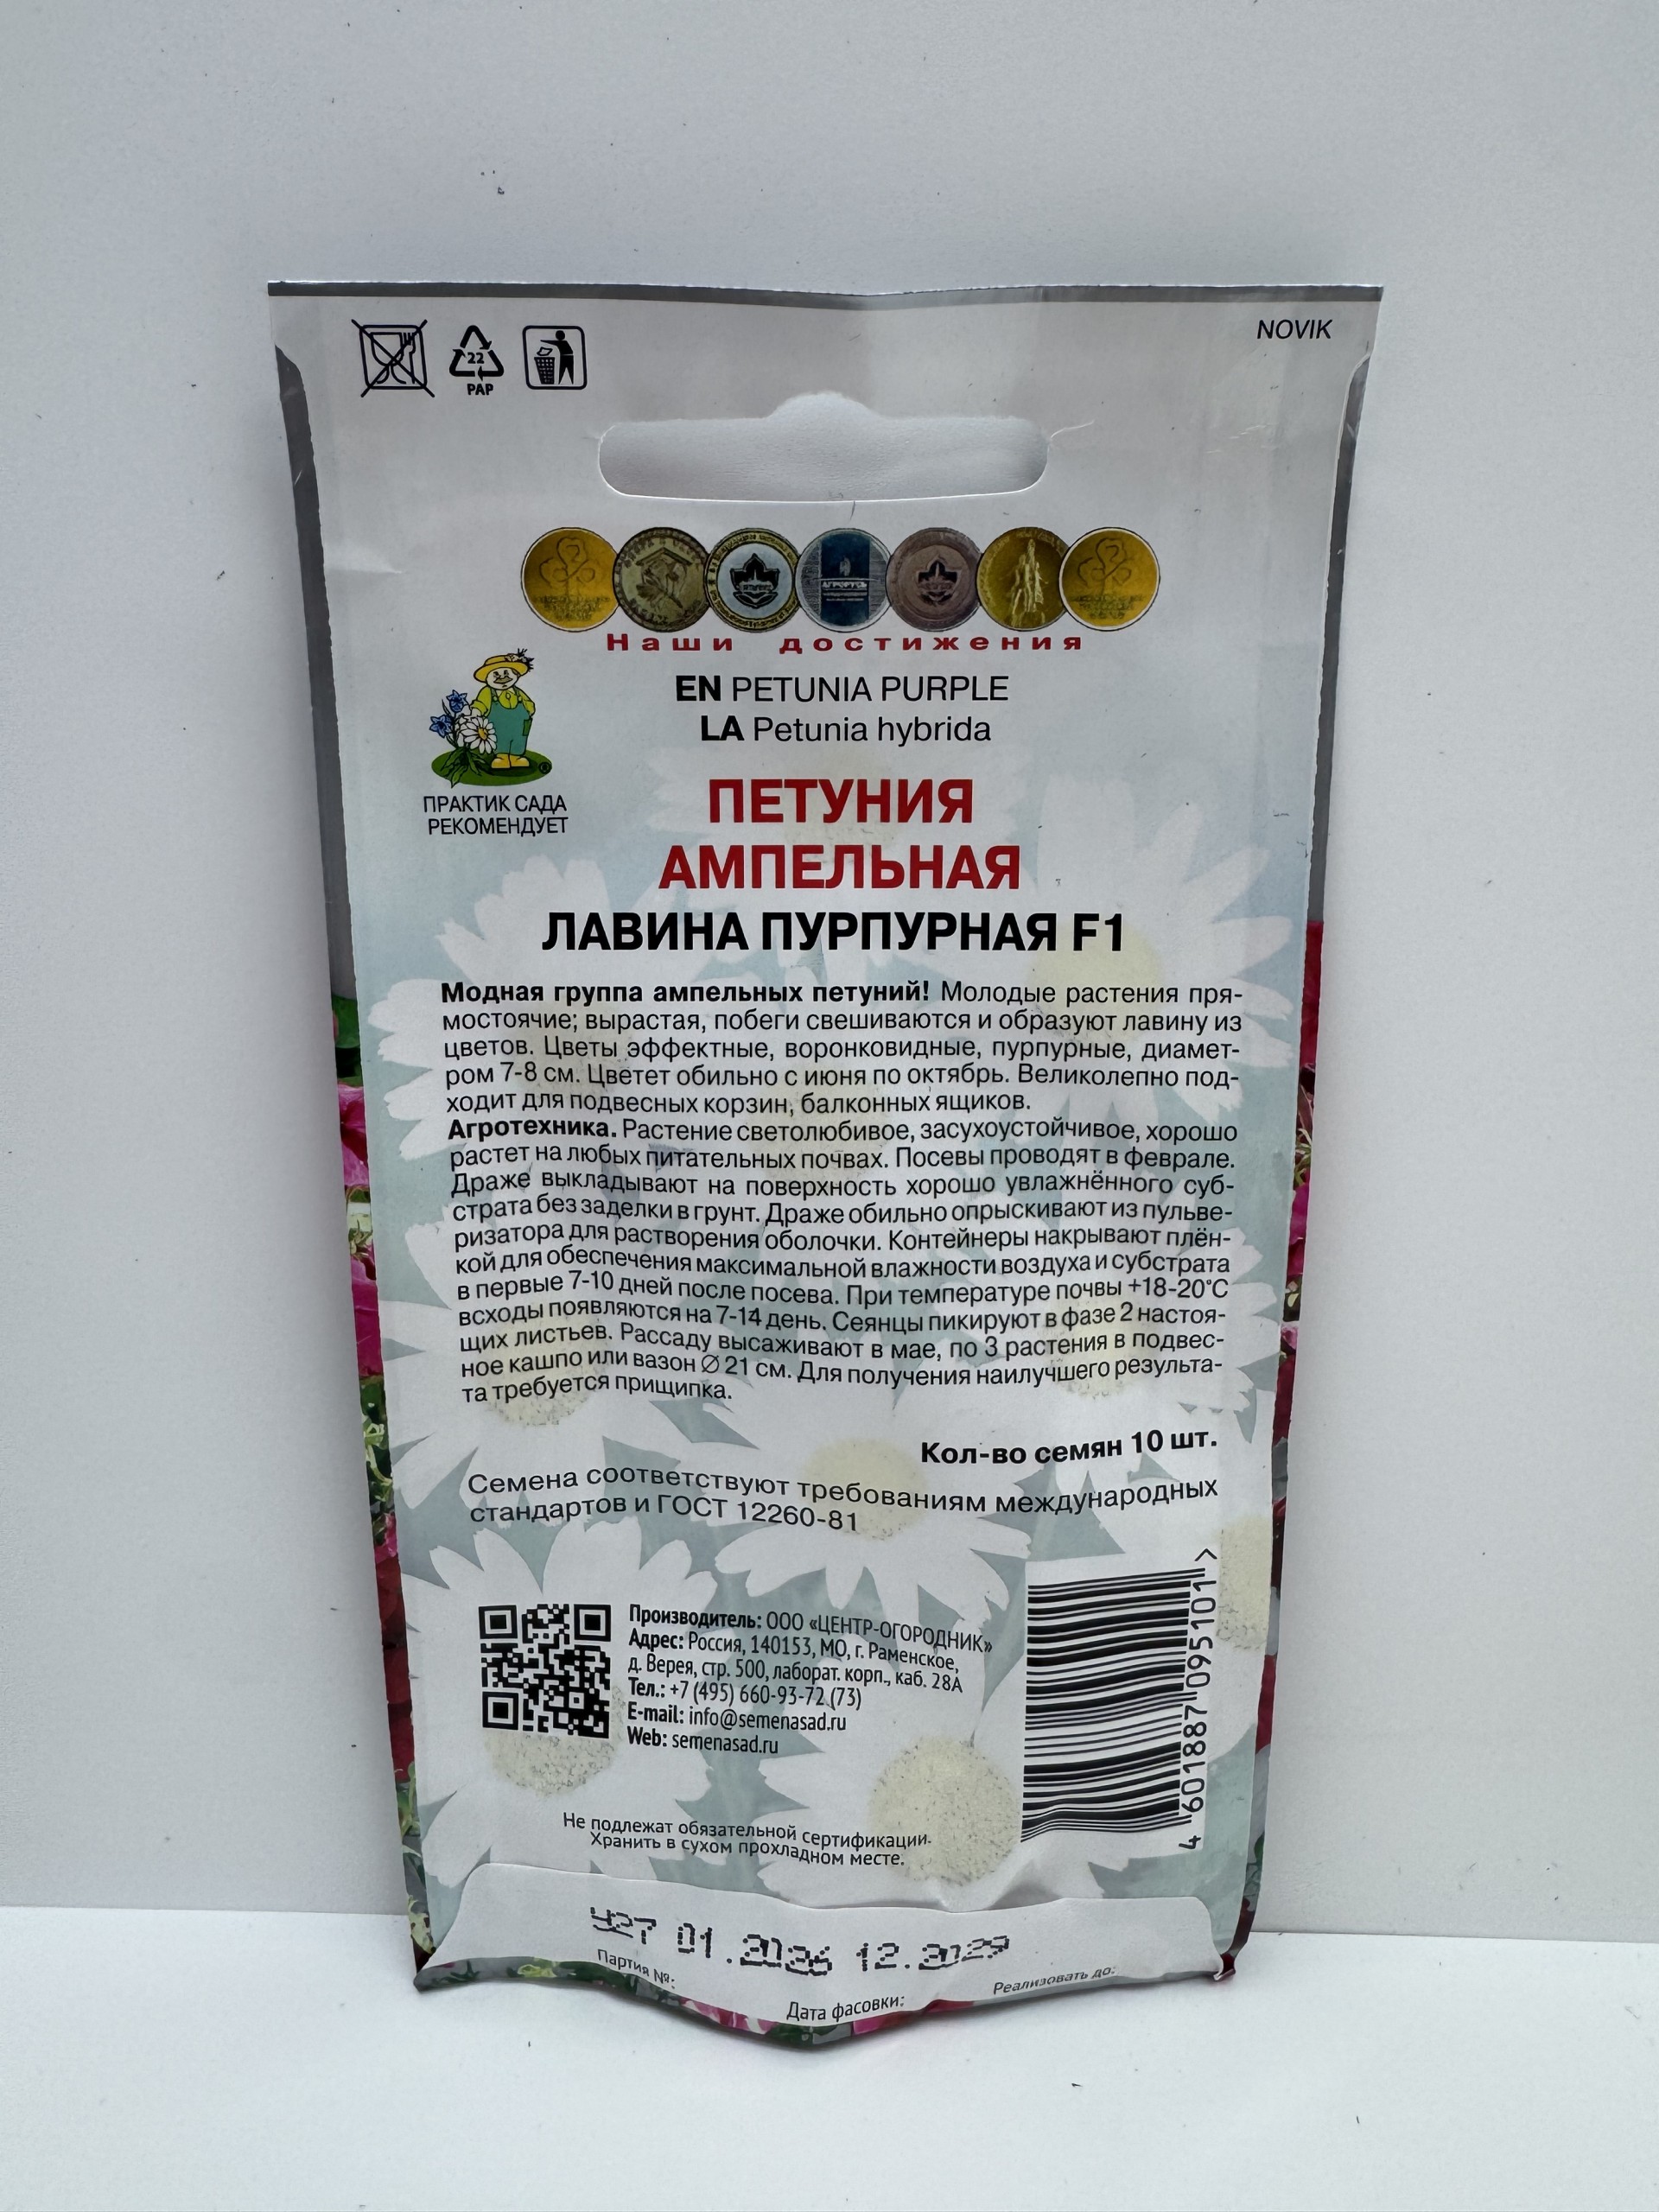 NOVIK
22
PAP
АГРОРУСЬ
Наши достижения
EN PETUNIA PURPLE
LA Petunia hybrida
ПРАКТИК САДА
РЕКОМЕНДУЕТ
ПЕТУНИЯ
АМПЕЛЬНАЯ
ЛАВИНА ПУРПУРНАЯ F1
Модная группа ампельных петуний! Молодые растения пря-
мостоячие; вырастая, побеги свешиваются и образуют лавину из
цветов. Цветы эффектные, воронковидные, пурпурные, диамет-
ром 7-8 см. Цветет обильно с июня по октябрь. Великолепно под-
ходит для подвесных корзин, балконных ящиков.
Агротехника. Растение светолюбивое, засухоустойчивое, хорошо
растет на любых питательных почвах. Посевы проводят в феврале.
Драже выкладывают на поверхность хорошо увлажнённого суб-
страта без заделки в грунт. Драже обильно опрыскивают из пульве-
ризатора для растворения оболочки. Контейнеры накрывают плён-
кой для обеспечения максимальной влажности воздуха и субстрата
в первые 7-10 дней после посева. При температуре почвы +18-20°С
всходы появляются на 7-14 день. Сеянцы пикируют в фазе 2 настоя-
щих листьев. Рассаду высаживают в мае, по 3 растения в подвес-
ное кашпо или вазон ∅ 21 см. Для получения наилучшего результа-
та требуется прищипка.
Кол-во семян 10 шт.
Семена соответствуют требованиям международных
стандартов и ГОСТ 12260-81
Производитель: ООО «ЦЕНТР-ОГОРОДНИК»
Адрес: Россия, 140153, МО, г. Раменское,
д. Верея, стр. 500, лаборат. корп., каб. 28А
Тел.: +7 (495) 660-93-72 (73)
E-mail: info@semenasad.ru
Web: semenasad.ru
4 601887 095101 >
Не подлежат обязательной сертификации.
Хранить в сухом прохладном месте.
У27 01.2026 12.2029
Партия №:
Дата фасовки:
Реализовать до: